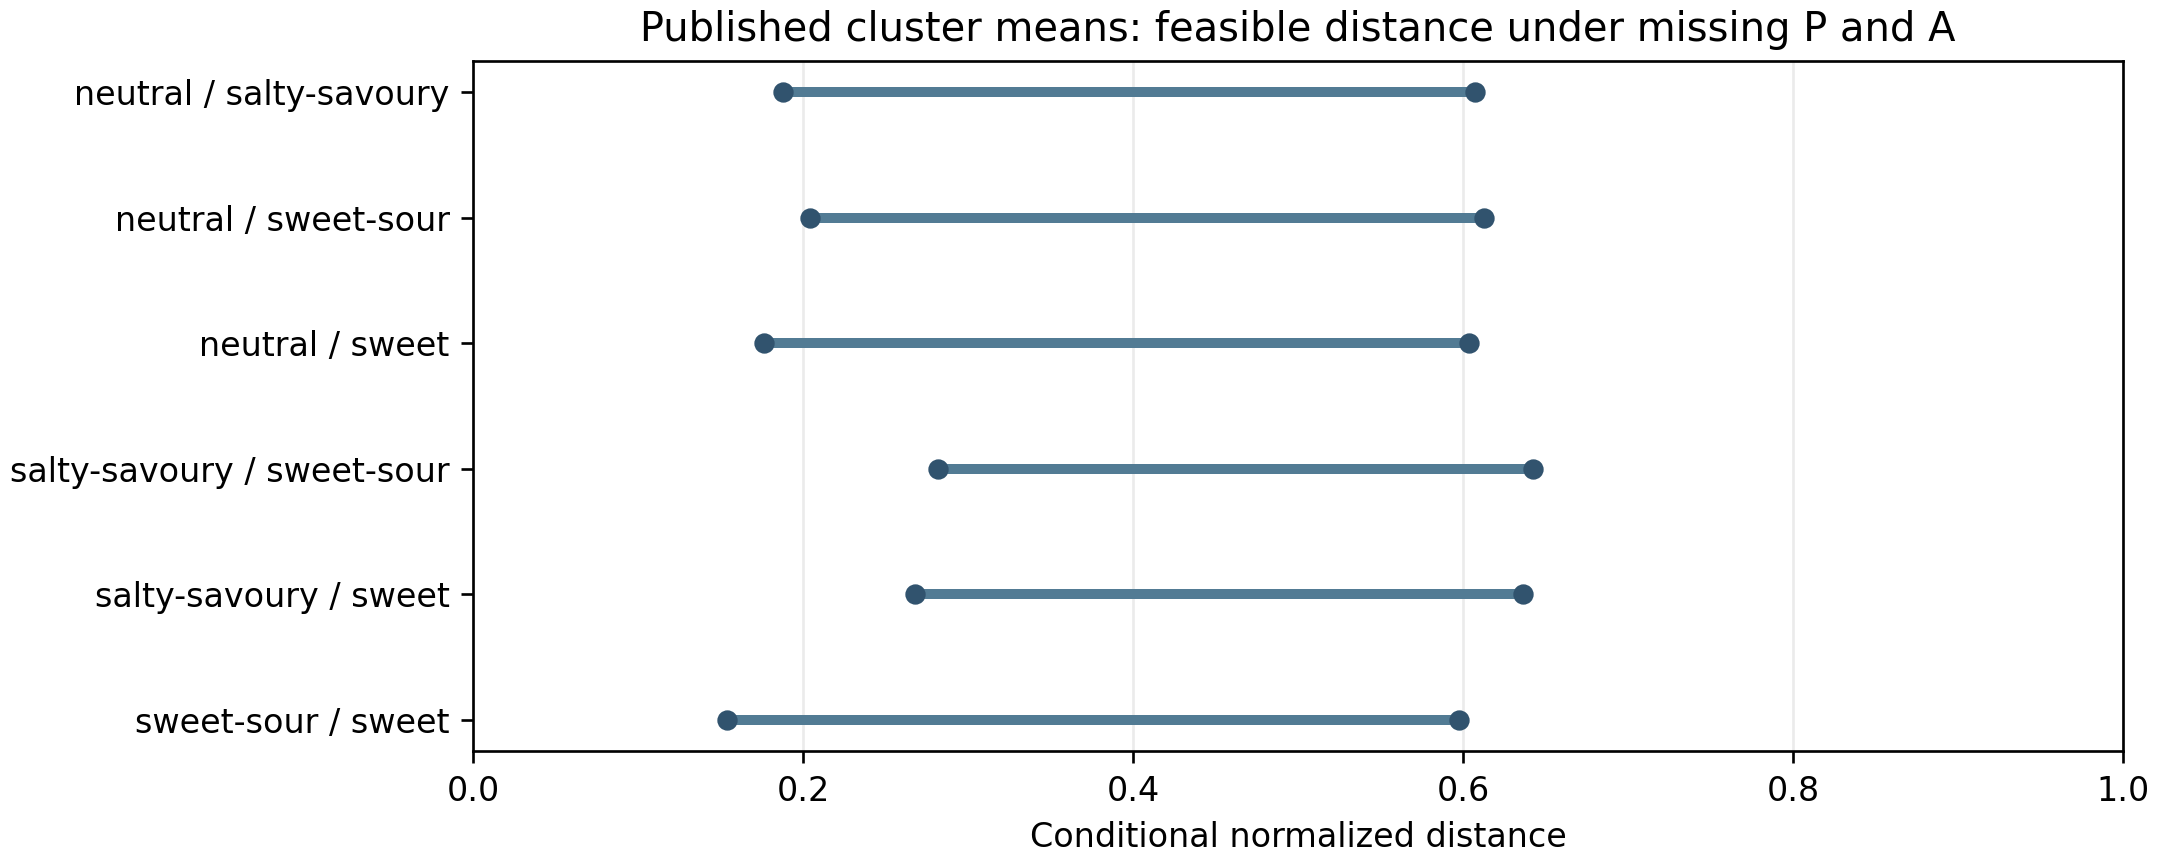 Published cluster means: feasible distance under missing P and A
neutral / salty-savoury
neutral / sweet-sour
neutral / sweet
salty-savoury / sweet-sour
salty-savoury / sweet
sweet-sour / sweet
0.0 0.2 0.4 0.6 0.8 1.0
Conditional normalized distance